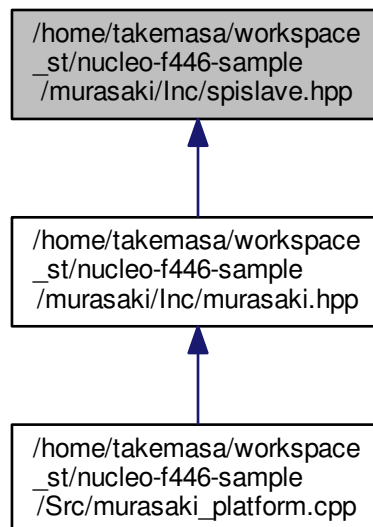 /home/takemasa/workspace
_st/nucleo-f446-sample
/murasaki/Inc/spislave.hpp
/home/takemasa/workspace
_st/nucleo-f446-sample
/murasaki/Inc/murasaki.hpp
/home/takemasa/workspace
_st/nucleo-f446-sample
/Src/murasaki_platform.cpp